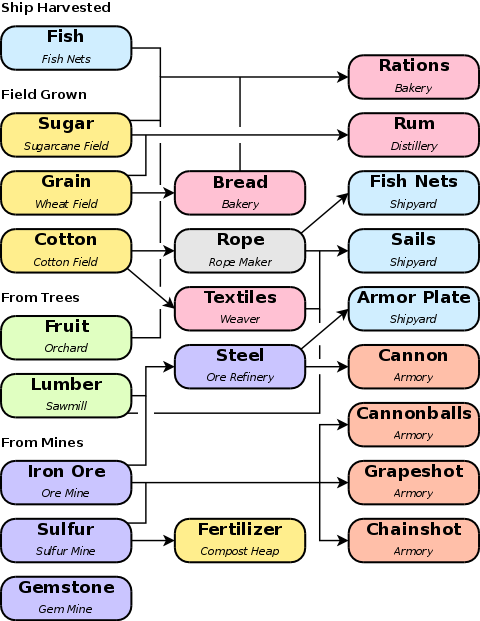 Ship Harvested
Fish
Fish Nets
Rations
Bakery
Field Grown
Sugar
Sugarcane Field
Rum
Distillery
Grain
Wheat Field
Bread
Bakery
Fish Nets
Shipyard
Cotton
Cotton Field
Rope
Rope Maker
Sails
Shipyard
From Trees
Textiles
Weaver
Armor Plate
Shipyard
Fruit
Orchard
Steel
Ore Refinery
Cannon
Armory
Lumber
Sawmill
Cannonballs
Armory
From Mines
Iron Ore
Ore Mine
Grapeshot
Armory
Sulfur
Sulfur Mine
Fertilizer
Compost Heap
Chainshot
Armory
Gemstone
Gem Mine